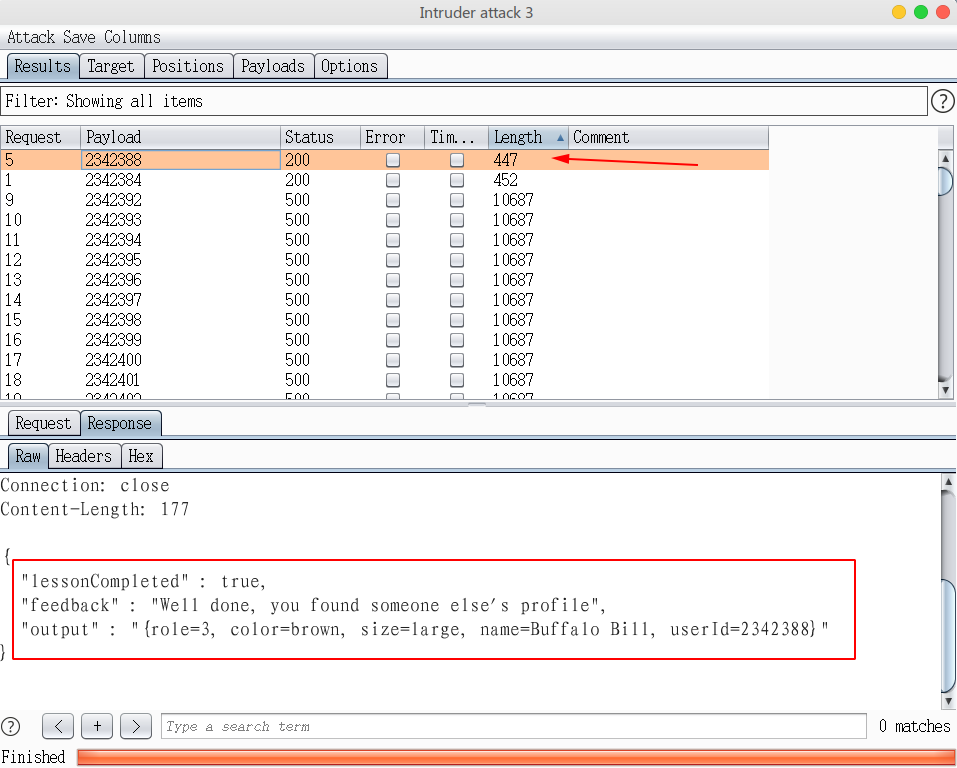 Intruder attack 3
Attack Save Columns
Results Target Positions Payloads Options
Filter: Showing all items ?
Request Payload Status Error Tim... Length Comment
5 2342388 200 447
1 2342384 200 452
9 2342392 500 10687
10 2342393 500 10687
11 2342394 500 10687
12 2342395 500 10687
13 2342396 500 10687
14 2342397 500 10687
15 2342398 500 10687
16 2342399 500 10687
17 2342400 500 10687
18 2342401 500 10687
19 2342402 500 10687
Request Response
Raw Headers Hex
Connection: close
Content-Length: 177
{
"lessonCompleted" : true,
"feedback" : "Well done, you found someone else's profile",
"output" : "{role=3, color=brown, size=large, name=Buffalo Bill, userId=2342388}"
}
? < + > Type a search term 0 matches
Finished